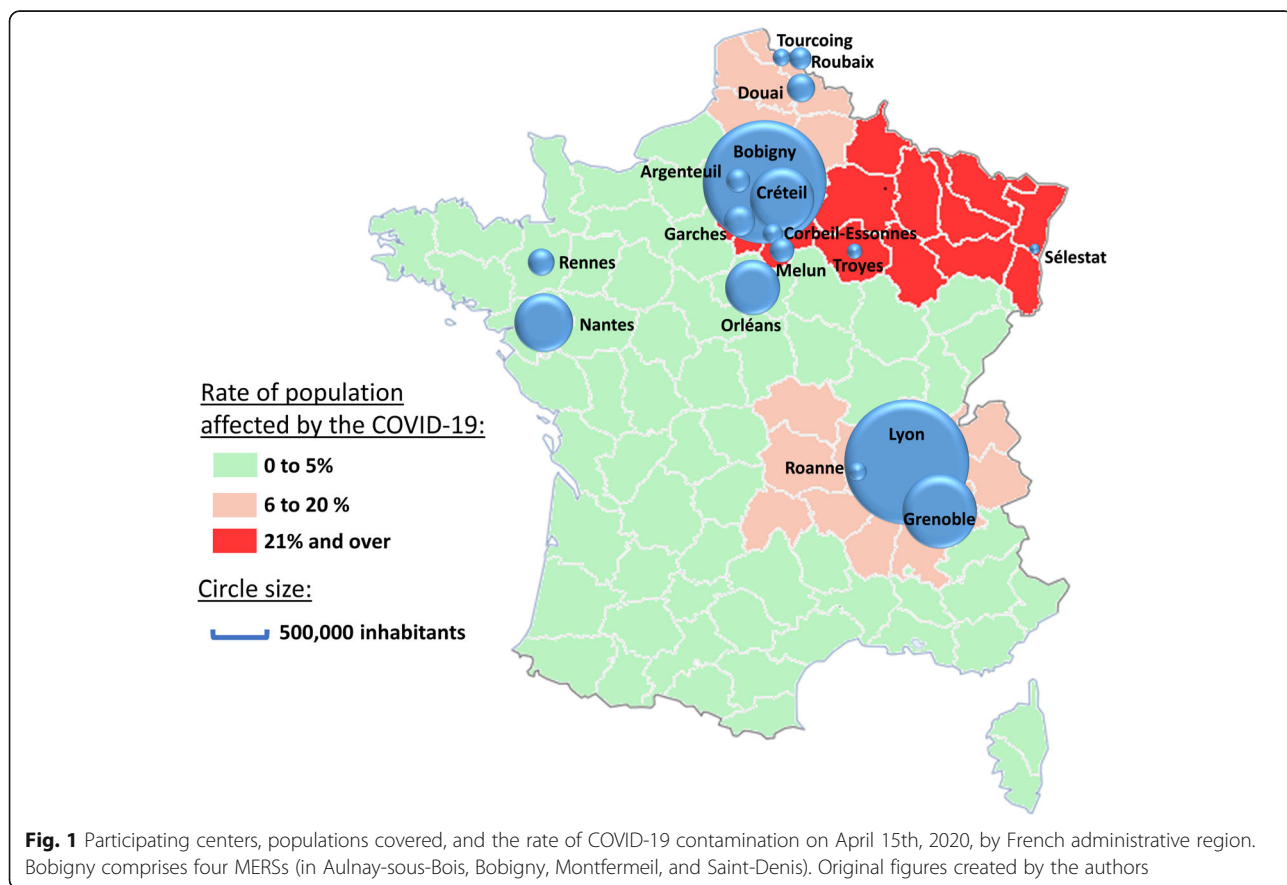 Tourcoing
Roubaix
Douai
Bobigny
Argenteuil
Créteil
Garches
Corbeil-Essonnes
Rennes
Melun
Troyes
Sélestat
Nantes
Orléans
Rate of population
affected by the COVID-19:
0 to 5%
6 to 20 %
21% and over
Circle size:
500,000 inhabitants
Lyon
Roanne
Grenoble
Fig. 1 Participating centers, populations covered, and the rate of COVID-19 contamination on April 15th, 2020, by French administrative region.
Bobigny comprises four MERSs (in Aulnay-sous-Bois, Bobigny, Montfermeil, and Saint-Denis). Original figures created by the authors